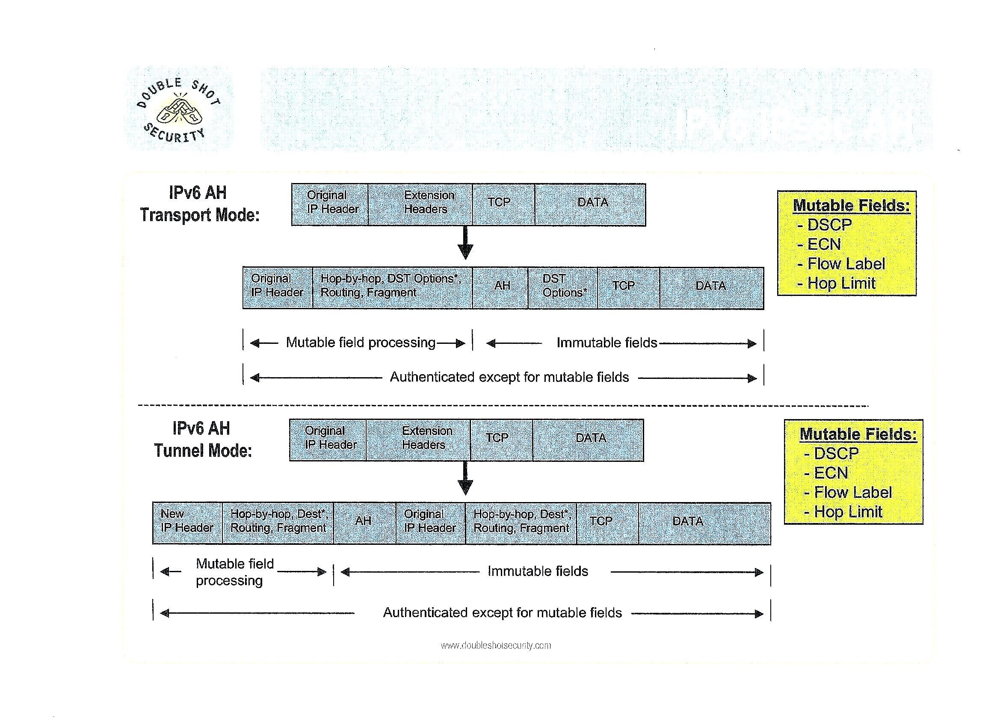 DOUBLE SHOT
SECURITY
IPv6 IPsec AH
IPv6 AH
Transport Mode:
Original
IP Header
Extension
Headers
TCP
DATA
Mutable Fields:
- DSCP
- ECN
- Flow Label
- Hop Limit
Original
IP Header
Hop-by-hop, DST Options*,
Routing, Fragment
AH
DST
Options*
TCP
DATA
Mutable field processing
Immutable fields
Authenticated except for mutable fields
IPv6 AH
Tunnel Mode:
Original
IP Header
Extension
Headers
TCP
DATA
Mutable Fields:
- DSCP
- ECN
- Flow Label
- Hop Limit
New
IP Header
Hop-by-hop, Dest*,
Routing, Fragment
AH
Original
IP Header
Hop-by-hop, Dest*,
Routing, Fragment
TCP
DATA
Mutable field
processing
Immutable fields
Authenticated except for mutable fields
www.doubleshotsecurity.com